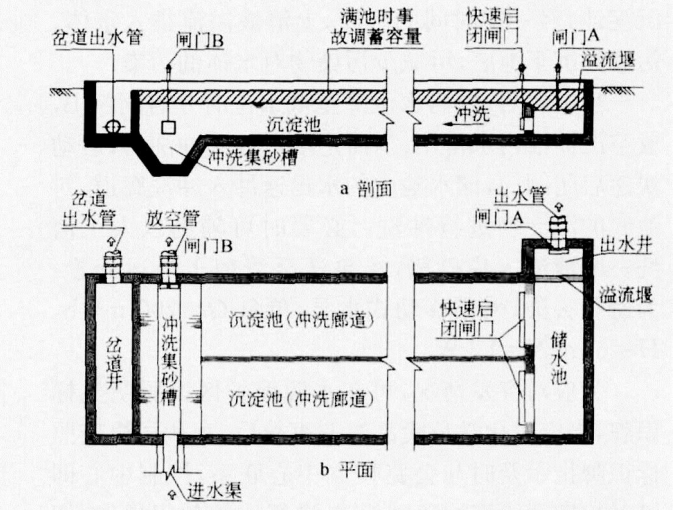 满池时事
故调蓄容量
快速启
闭闸门
闸门A
溢流堰
岔道出水管
闸门B
沉淀池
冲洗
冲洗集砂槽
a 剖面
岔道
出水管
放空管
闸门B
出水管
闸门A
出水井
溢流堰
沉淀池(冲洗廊道)
快速启
闭闸门
岔道井
冲洗集砂槽
储水池
沉淀池(冲洗廊道)
b 平面
进水渠